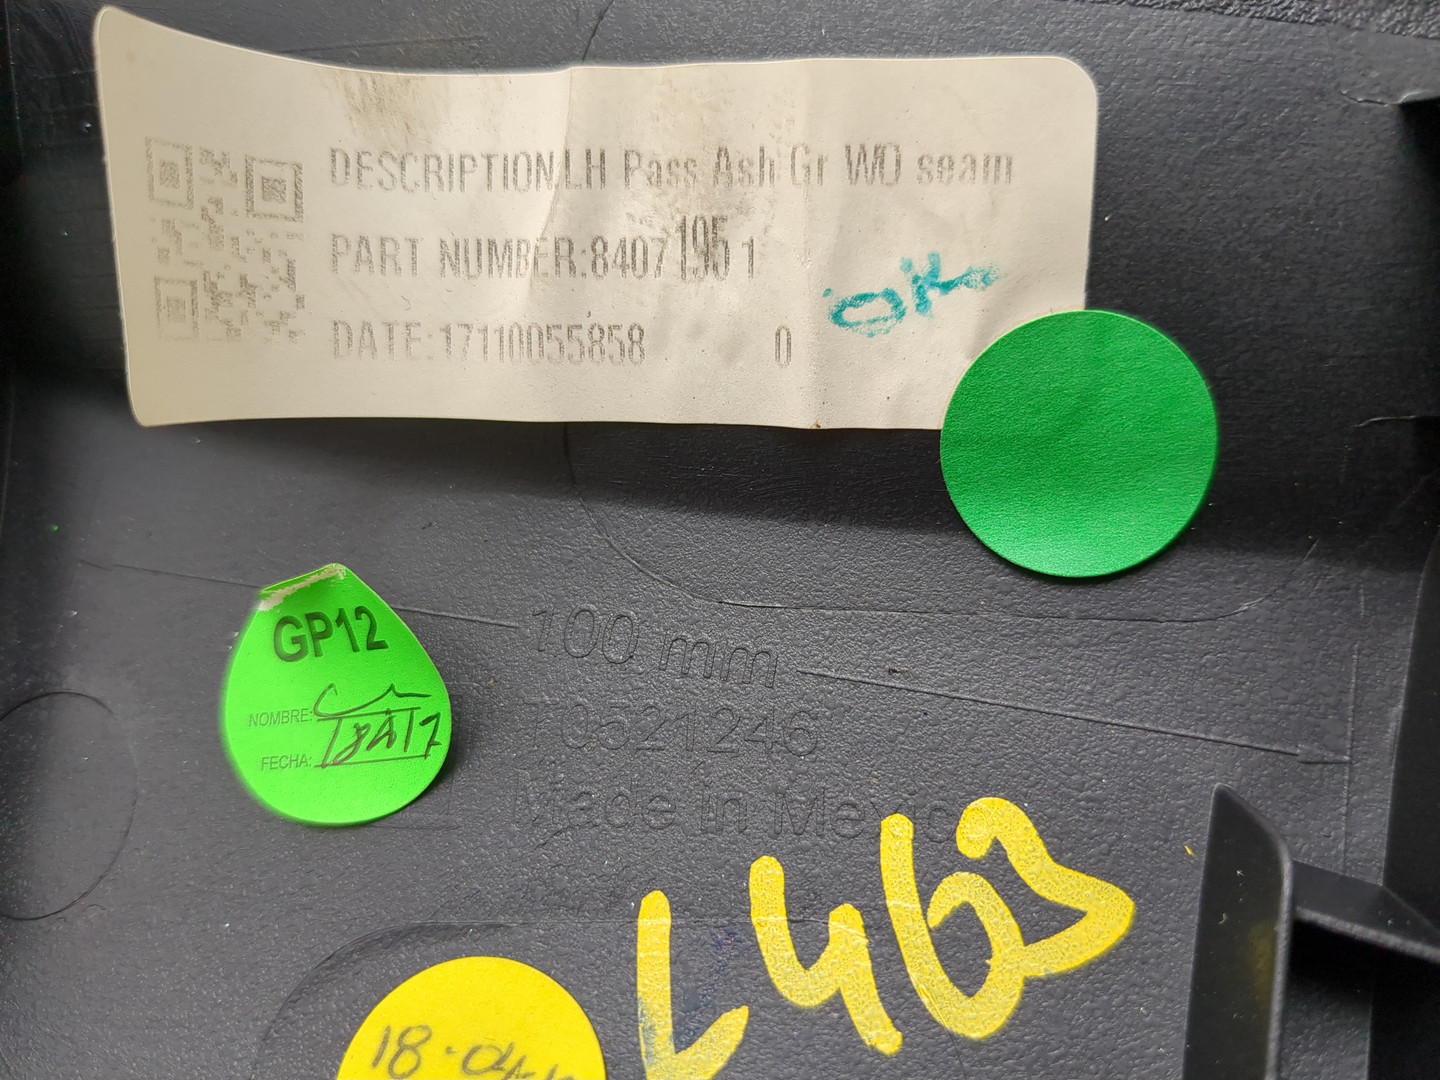 DESCRIPTION:LH Pass Ash Gr WO seam
PART NUMBER:84071951
DATE:17110055858 0
OK
GP12
NOMBRE:
FECHA:
100 mm
T0521246
Made in Mexico
L463
18-04-